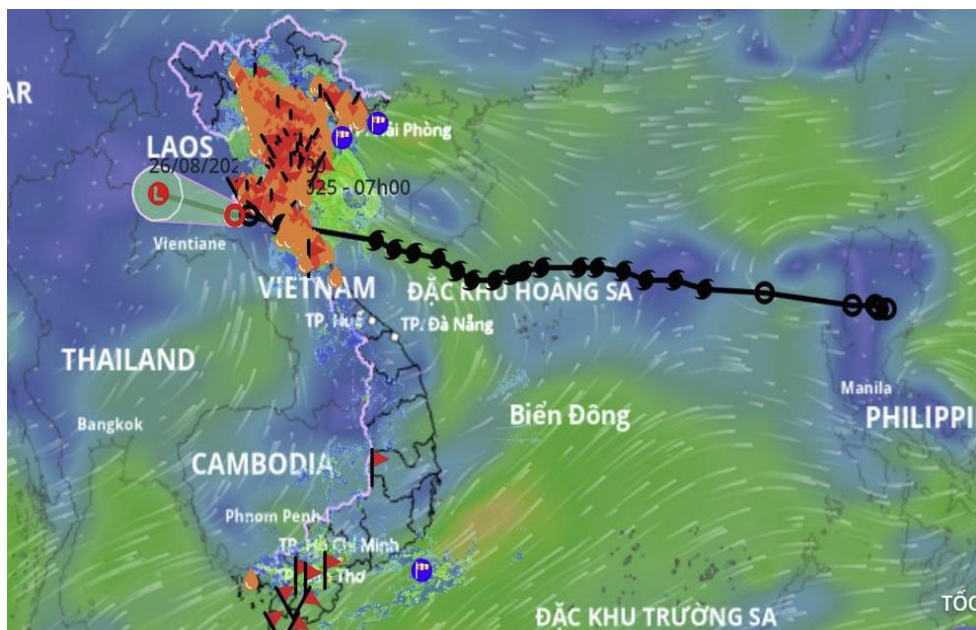 AR
ải Phòng
LAOS
26/08/202
025 - 07h00
Vientiane
VIETNAM
ĐẶC KHU HOÀNG SA
TP. Huế
TP. Đà Nẵng
THAILAND
Manila
Bangkok
Biển Đông
PHILIPPI
CAMBODIA
Phnom Penh
TP. Hồ Chí Minh
Thơ
TỐC
ĐẶC KHU TRƯỜNG SA
L